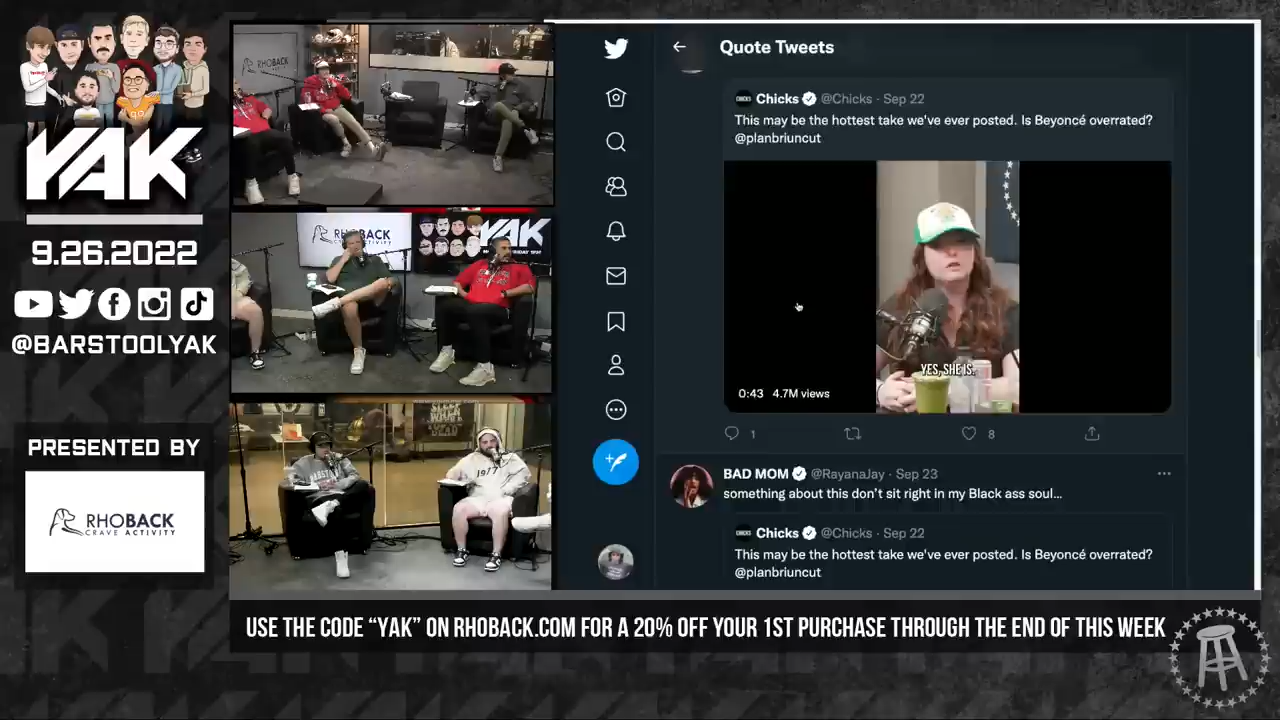 YAK
9.26.2022
@BARSTOOLYAK
PRESENTED BY
RHOBACK
CRAVE ACTIVITY
RHOBACK
RHOBACK
CRAVE ACTIVITY
YAK
1977
Quote Tweets
CHICKS Chicks @Chicks · Sep 22
This may be the hottest take we've ever posted. Is Beyoncé overrated?
@planbriuncut
YES, SHE IS.
0:43 4.7M views
1 8
BAD MOM @RayanaJay · Sep 23
something about this don't sit right in my Black ass soul...
CHICKS Chicks @Chicks · Sep 22
This may be the hottest take we've ever posted. Is Beyoncé overrated?
@planbriuncut
USE THE CODE “YAK” ON RHOBACK.COM FOR A 20% OFF YOUR 1ST PURCHASE THROUGH THE END OF THIS WEEK